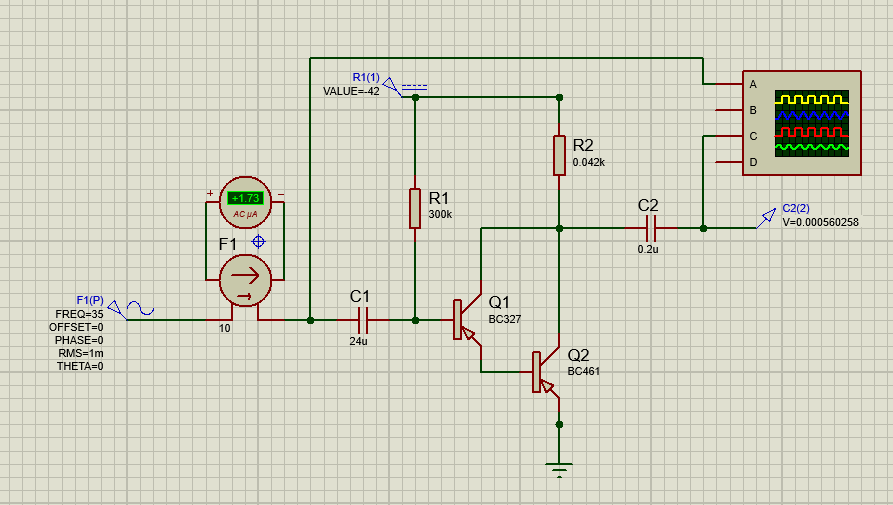 R1(1)
VALUE=-42
A
B
C
D
R2
0.042k
+
+1.73
−
AC µA
R1
300k
C2
0.2u
C2(2)
V=0.000560258
F1
F1(P)
FREQ=35
OFFSET=0
PHASE=0
RMS=1m
THETA=0
10
C1
24u
Q1
BC327
Q2
BC461